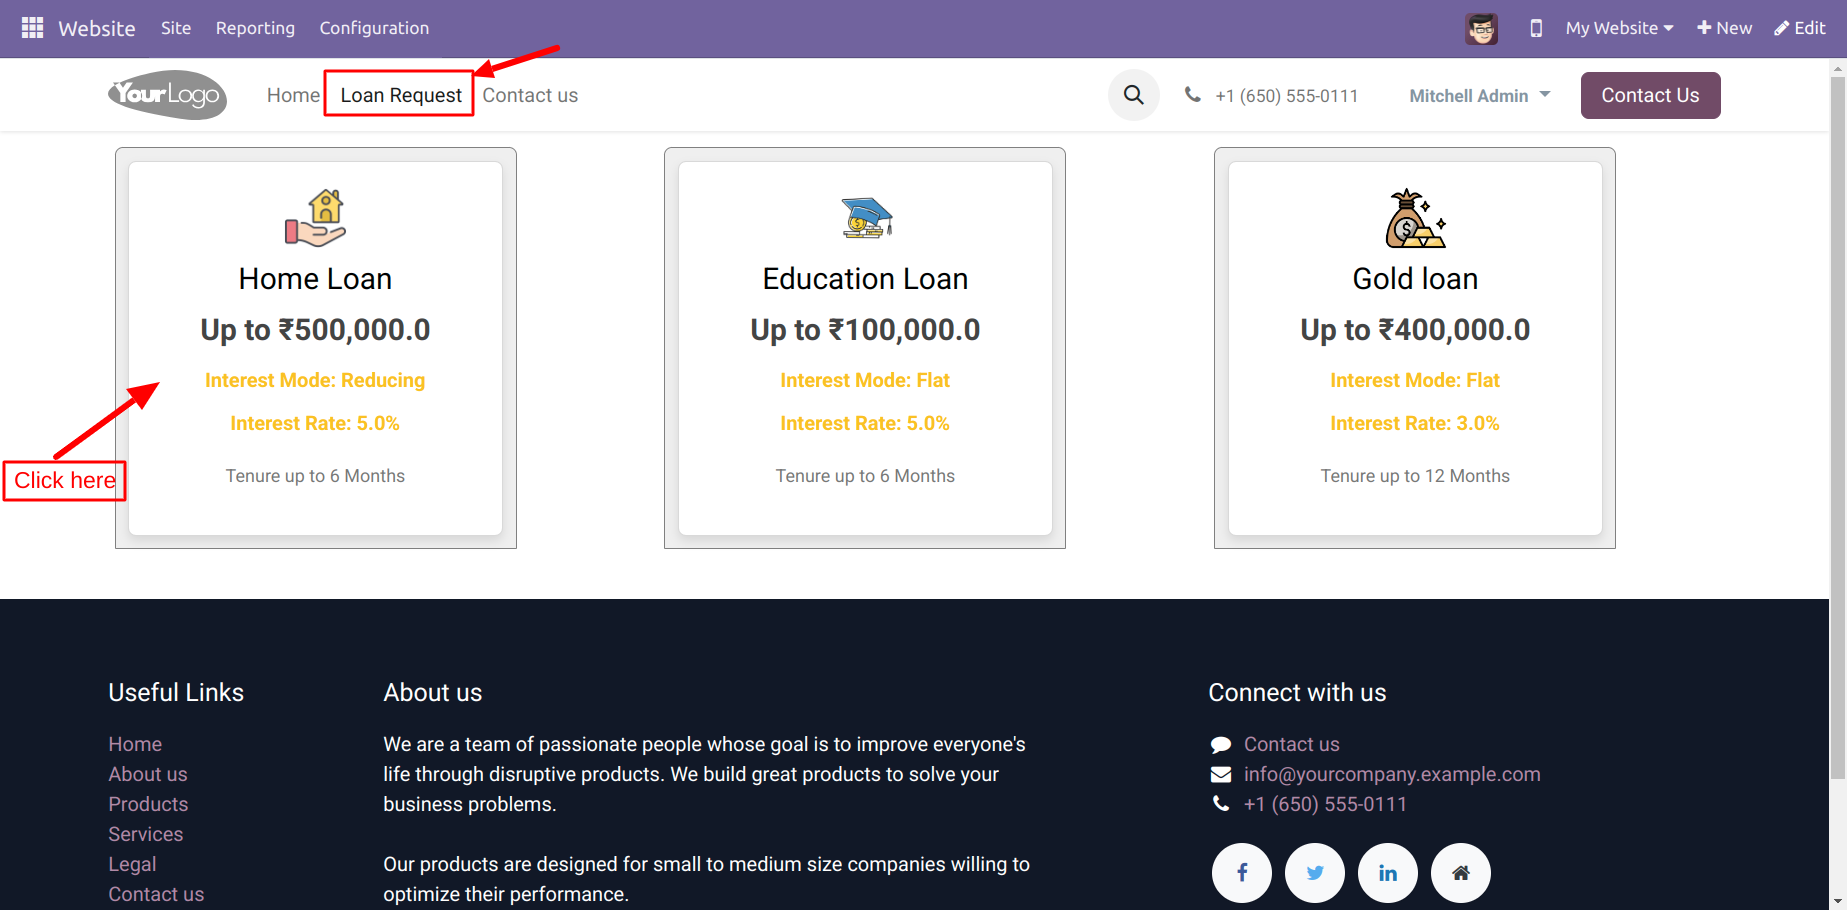 Website Site Reporting Configuration My Website New Edit
YourLogo Home Loan Request Contact us +1 (650) 555-0111 Mitchell Admin Contact Us
Home Loan
Up to ₹500,000.0
Interest Mode: Reducing
Interest Rate: 5.0%
Tenure up to 6 Months
Click here
Education Loan
Up to ₹100,000.0
Interest Mode: Flat
Interest Rate: 5.0%
Tenure up to 6 Months
Gold loan
Up to ₹400,000.0
Interest Mode: Flat
Interest Rate: 3.0%
Tenure up to 12 Months
Useful Links
Home
About us
Products
Services
Legal
Contact us
About us
We are a team of passionate people whose goal is to improve everyone's
life through disruptive products. We build great products to solve your
business problems.
Our products are designed for small to medium size companies willing to
optimize their performance.
Connect with us
Contact us
info@yourcompany.example.com
+1 (650) 555-0111